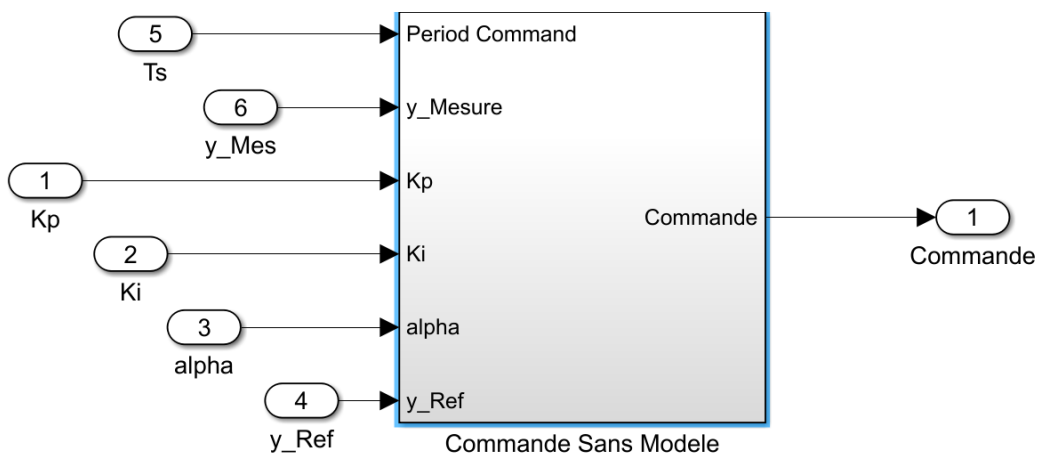 5
Period Command
Ts
6
y_Mesure
y_Mes
1
Kp
Kp
Commande
1
Commande
2
Ki
Ki
3
alpha
alpha
4
y_Ref
y_Ref
Commande Sans Modele